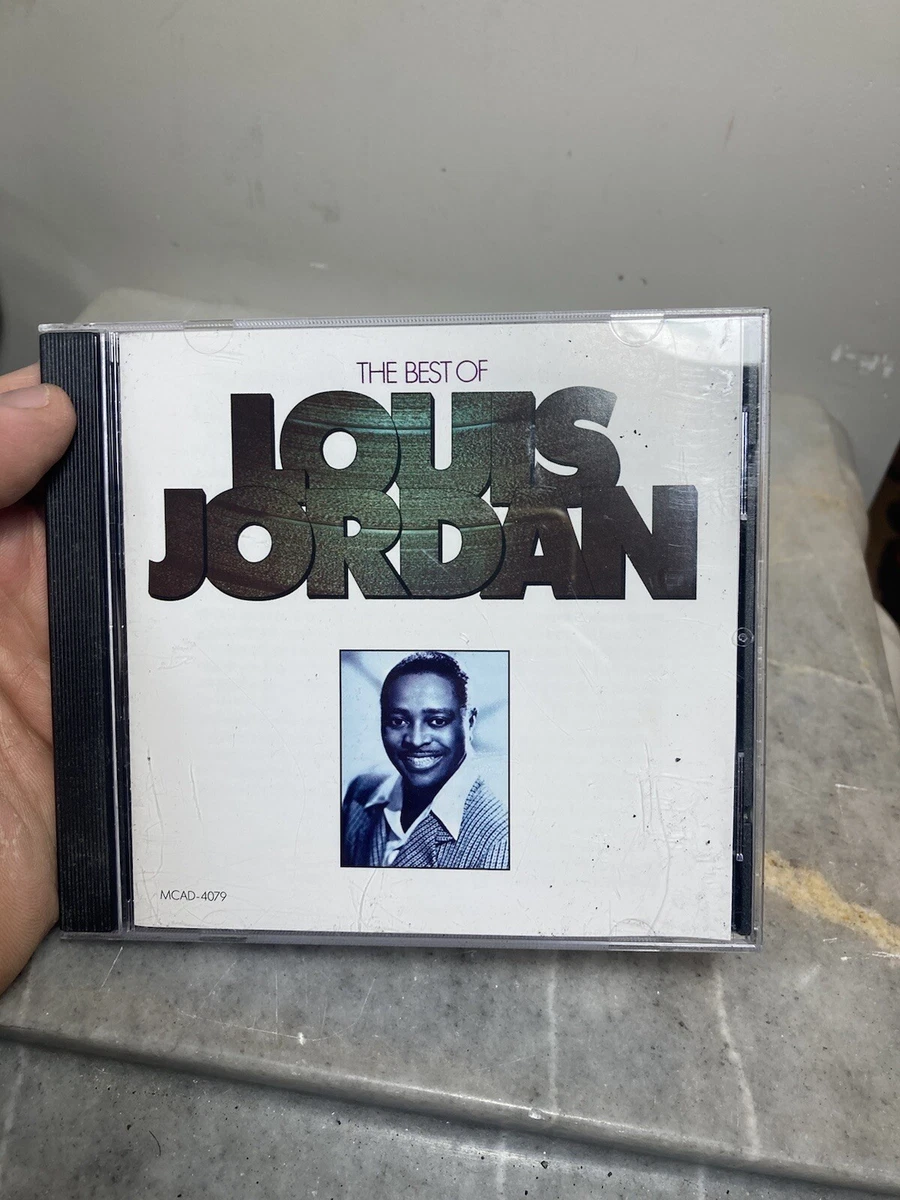 THE BEST OF
LOUIS
JORDAN
MCAD-4079